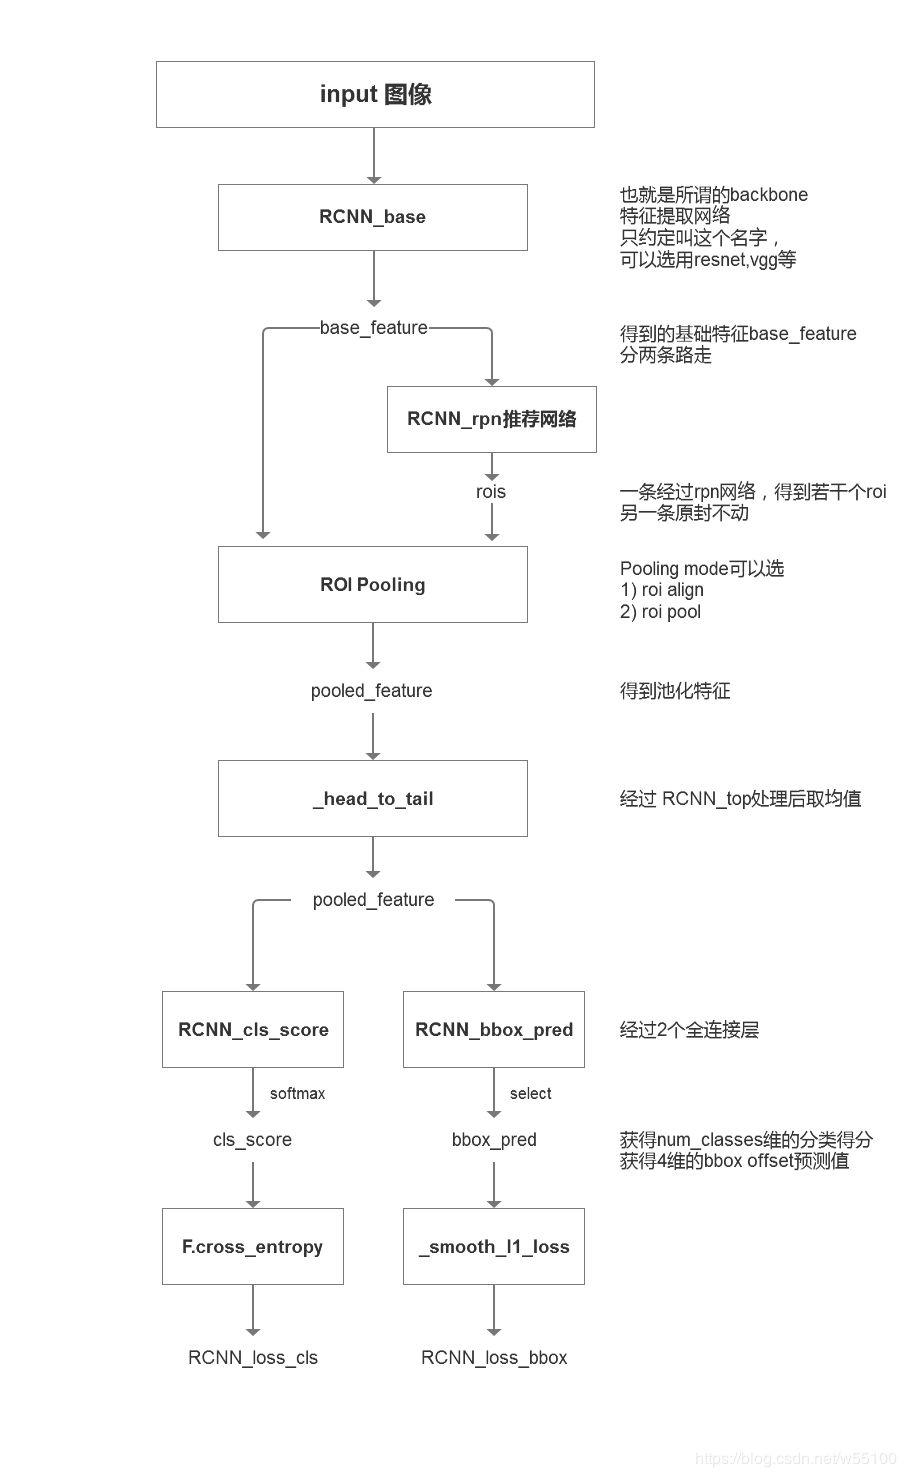 input 图像
RCNN_base
也就是所谓的backbone
特征提取网络
只约定叫这个名字，
可以选用resnet,vgg等
base_feature
得到的基础特征base_feature
分两条路走
RCNN_rpn推荐网络
rois
一条经过rpn网络，得到若干个roi
另一条原封不动
ROI Pooling
Pooling mode可以选
1) roi align
2) roi pool
pooled_feature
得到池化特征
_head_to_tail
经过 RCNN_top处理后取均值
pooled_feature
RCNN_cls_score
RCNN_bbox_pred
经过2个全连接层
softmax
select
cls_score
bbox_pred
获得num_classes维的分类得分
获得4维的bbox offset预测值
F.cross_entropy
_smooth_l1_loss
RCNN_loss_cls
RCNN_loss_bbox
https://blog.csdn.net/w55100